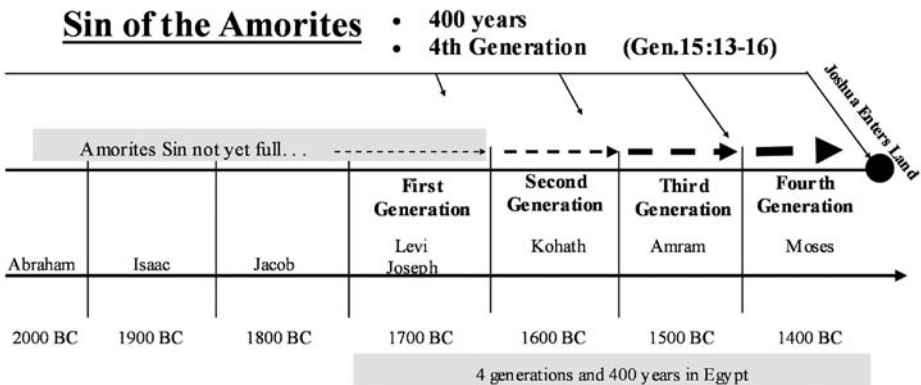 Sin of the Amorites
• 400 years
• 4th Generation (Gen.15:13-16)
Joshua Enters Land
Amorites Sin not yet full. . .
First Generation
Second Generation
Third Generation
Fourth Generation
Abraham
Isaac
Jacob
Levi
Joseph
Kohath
Amram
Moses
2000 BC 1900 BC 1800 BC 1700 BC 1600 BC 1500 BC 1400 BC
4 generations and 400 years in Egypt